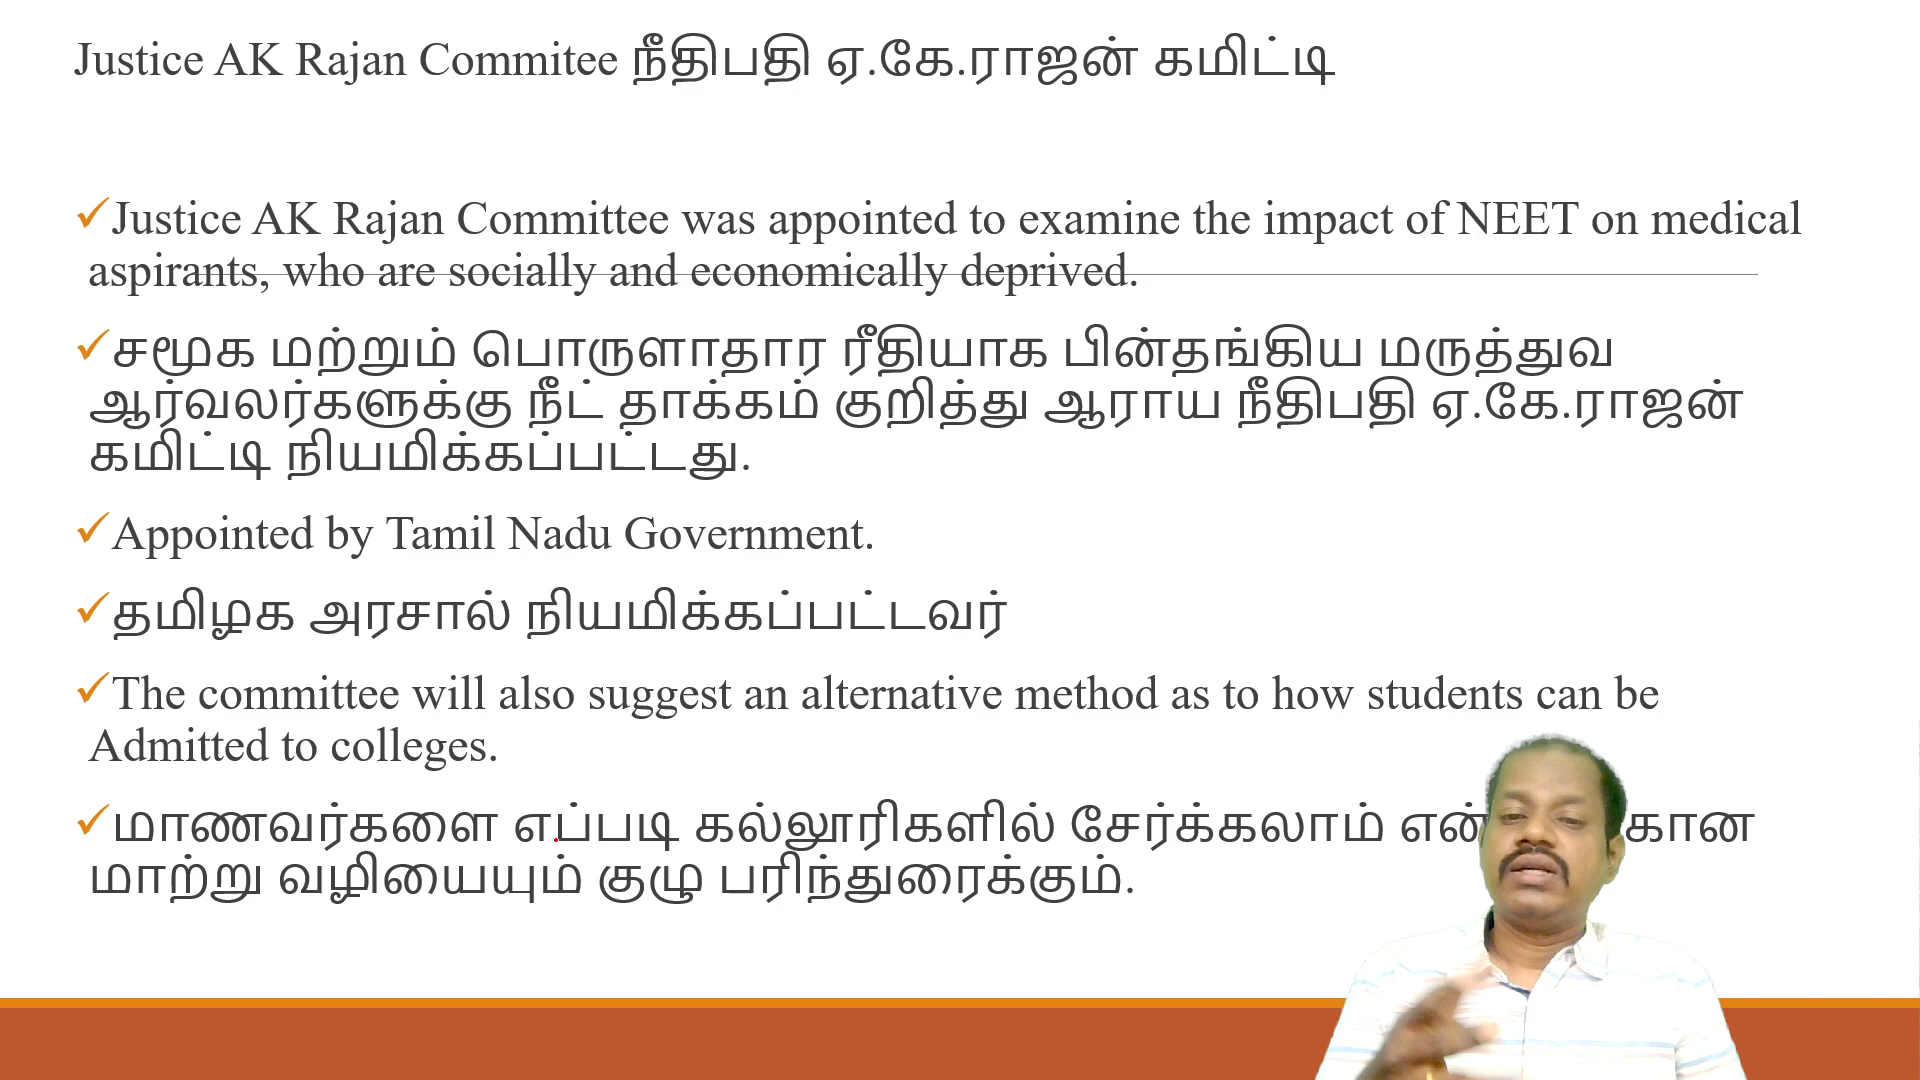 Justice AK Rajan Commitee நீதிபதி ஏ.கே.ராஜன் கமிட்டி
✓Justice AK Rajan Committee was appointed to examine the impact of NEET on medical
aspirants, who are socially and economically deprived.
✓சமூக மற்றும் பொருளாதார ரீதியாக பின்தங்கிய மருத்துவ
ஆர்வலர்களுக்கு நீட் தாக்கம் குறித்து ஆராய நீதிபதி ஏ.கே.ராஜன்
கமிட்டி நியமிக்கப்பட்டது.
✓Appointed by Tamil Nadu Government.
✓தமிழக அரசால் நியமிக்கப்பட்டவர்
✓The committee will also suggest an alternative method as to how students can be
Admitted to colleges.
✓மாணவர்களை எப்படி கல்லூரிகளில் சேர்க்கலாம்
மாற்று வழியையும் குழு பரிந்துரைக்கும்.